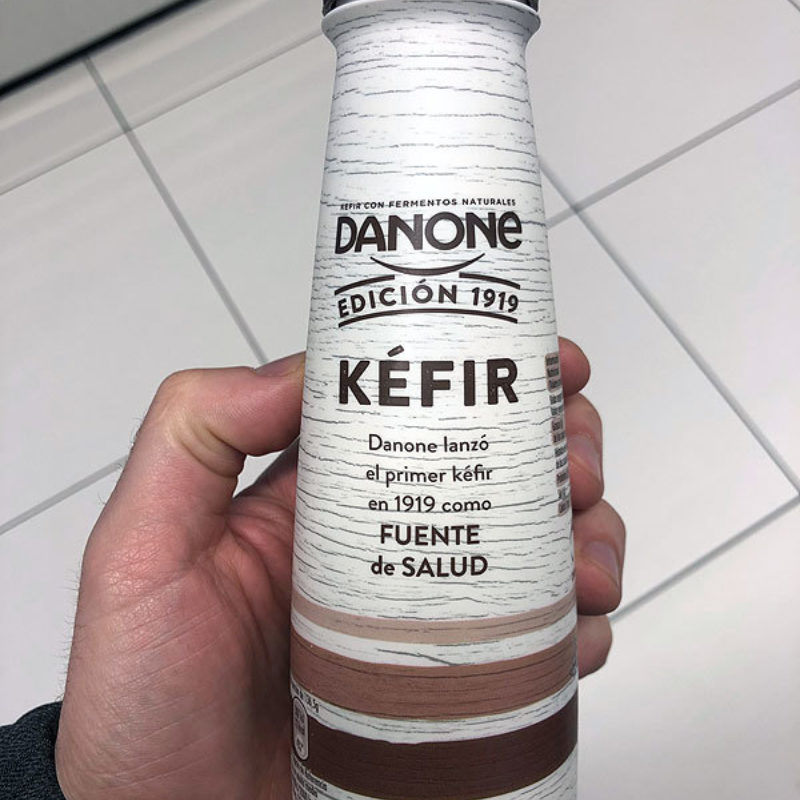 KÉFIR CON FERMENTOS NATURALES
DANONE
EDICIÓN 1919
KÉFIR
Danone lanzó
el primer kéfir
en 1919 como
FUENTE
de SALUD